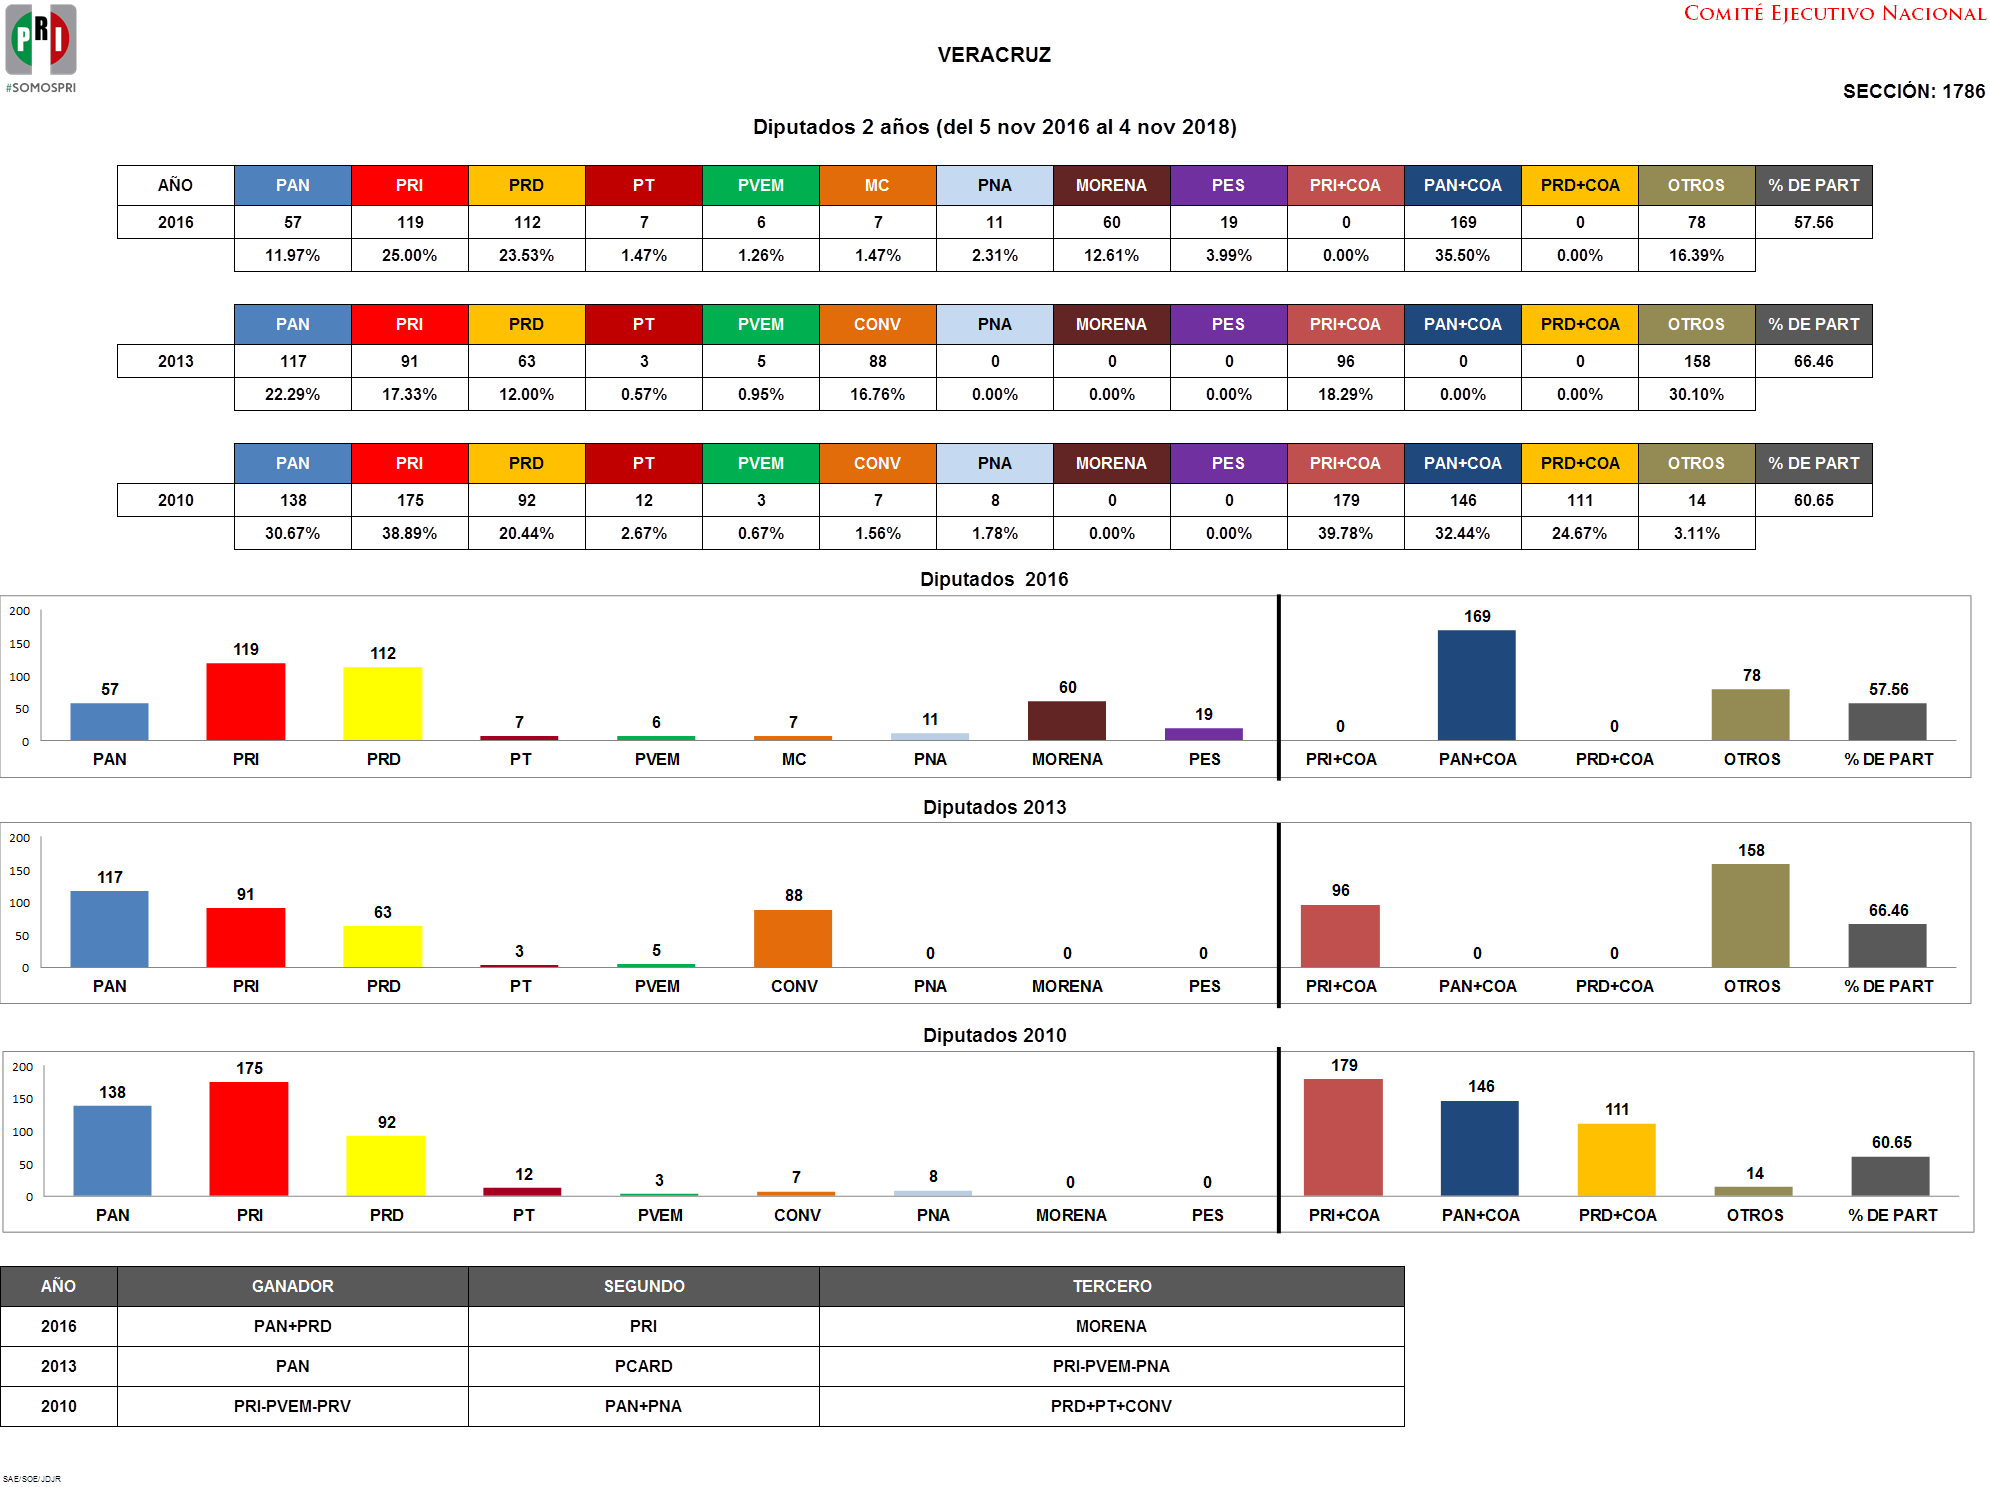 PRI
#SOMOSPRI
COMITÉ EJECUTIVO NACIONAL
VERACRUZ
SECCIÓN: 1786
Diputados 2 años (del 5 nov 2016 al 4 nov 2018)
AÑO PAN PRI PRD PT PVEM MC PNA MORENA PES PRI+COA PAN+COA PRD+COA OTROS % DE PART
2016 57 119 112 7 6 7 11 60 19 0 169 0 78 57.56
11.97% 25.00% 23.53% 1.47% 1.26% 1.47% 2.31% 12.61% 3.99% 0.00% 35.50% 0.00% 16.39%
PAN PRI PRD PT PVEM CONV PNA MORENA PES PRI+COA PAN+COA PRD+COA OTROS % DE PART
2013 117 91 63 3 5 88 0 0 0 96 0 0 158 66.46
22.29% 17.33% 12.00% 0.57% 0.95% 16.76% 0.00% 0.00% 0.00% 18.29% 0.00% 0.00% 30.10%
PAN PRI PRD PT PVEM CONV PNA MORENA PES PRI+COA PAN+COA PRD+COA OTROS % DE PART
2010 138 175 92 12 3 7 8 0 0 179 146 111 14 60.65
30.67% 38.89% 20.44% 2.67% 0.67% 1.56% 1.78% 0.00% 0.00% 39.78% 32.44% 24.67% 3.11%
Diputados 2016
200
150
100
50
0
57 119 112 7 6 7 11 60 19 0 169 0 78 57.56
PAN PRI PRD PT PVEM MC PNA MORENA PES PRI+COA PAN+COA PRD+COA OTROS % DE PART
Diputados 2013
200
150
100
50
0
117 91 63 3 5 88 0 0 0 96 0 0 158 66.46
PAN PRI PRD PT PVEM CONV PNA MORENA PES PRI+COA PAN+COA PRD+COA OTROS % DE PART
Diputados 2010
200
150
100
50
0
138 175 92 12 3 7 8 0 0 179 146 111 14 60.65
PAN PRI PRD PT PVEM CONV PNA MORENA PES PRI+COA PAN+COA PRD+COA OTROS % DE PART
AÑO GANADOR SEGUNDO TERCERO
2016 PAN+PRD PRI MORENA
2013 PAN PCARD PRI-PVEM-PNA
2010 PRI-PVEM-PRV PAN+PNA PRD+PT+CONV
SAE/SOE/JDJR